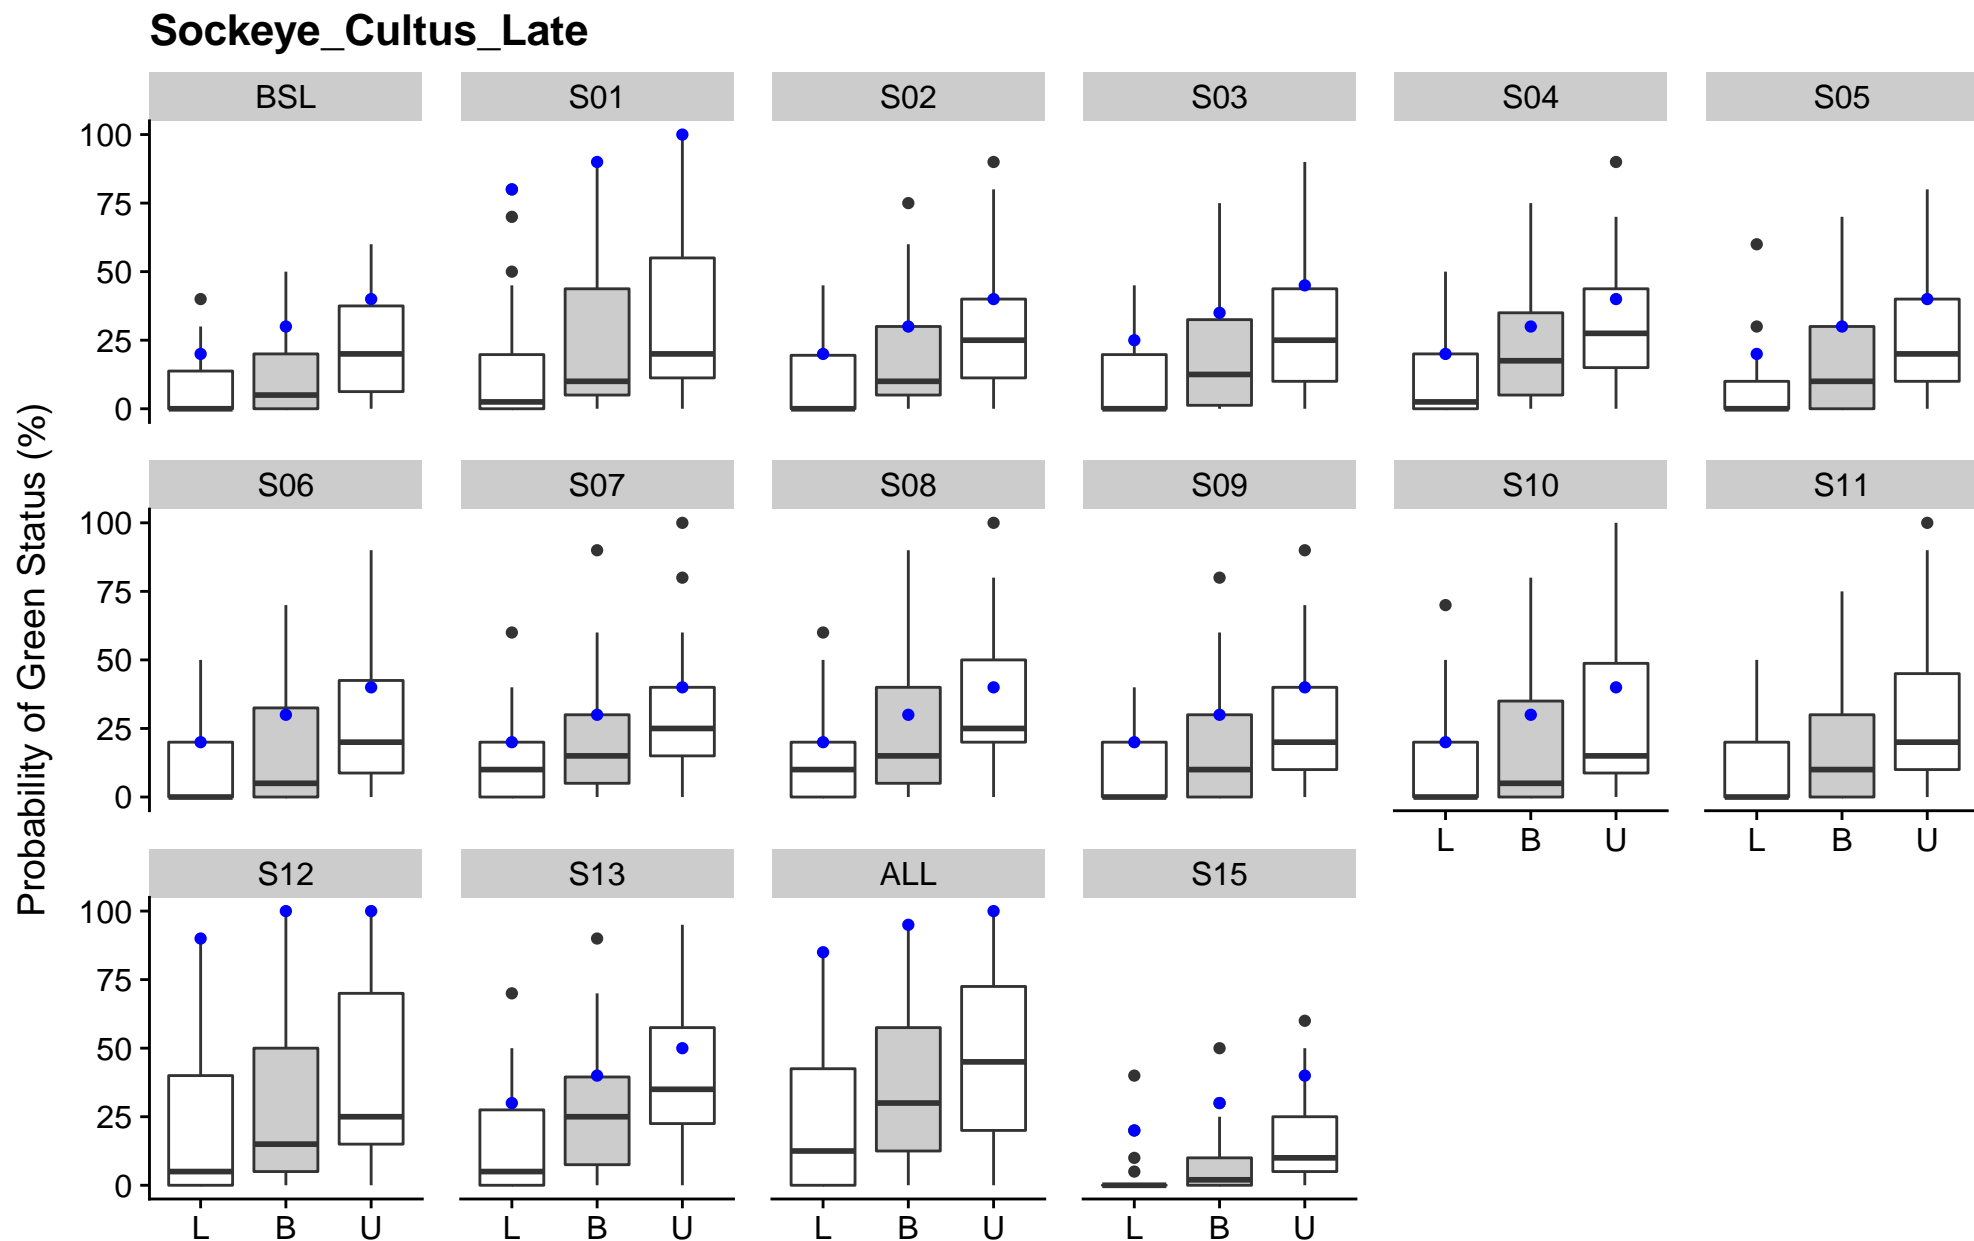 Sockeye_Cultus_Late
Probability of Green Status (%)
BSL S01 S02 S03 S04 S05
100
75
50
25
0
S06 S07 S08 S09 S10 S11
100
75
50
25
0
L B U L B U
S12 S13 ALL S15
100
75
50
25
0
L B U L B U L B U L B U